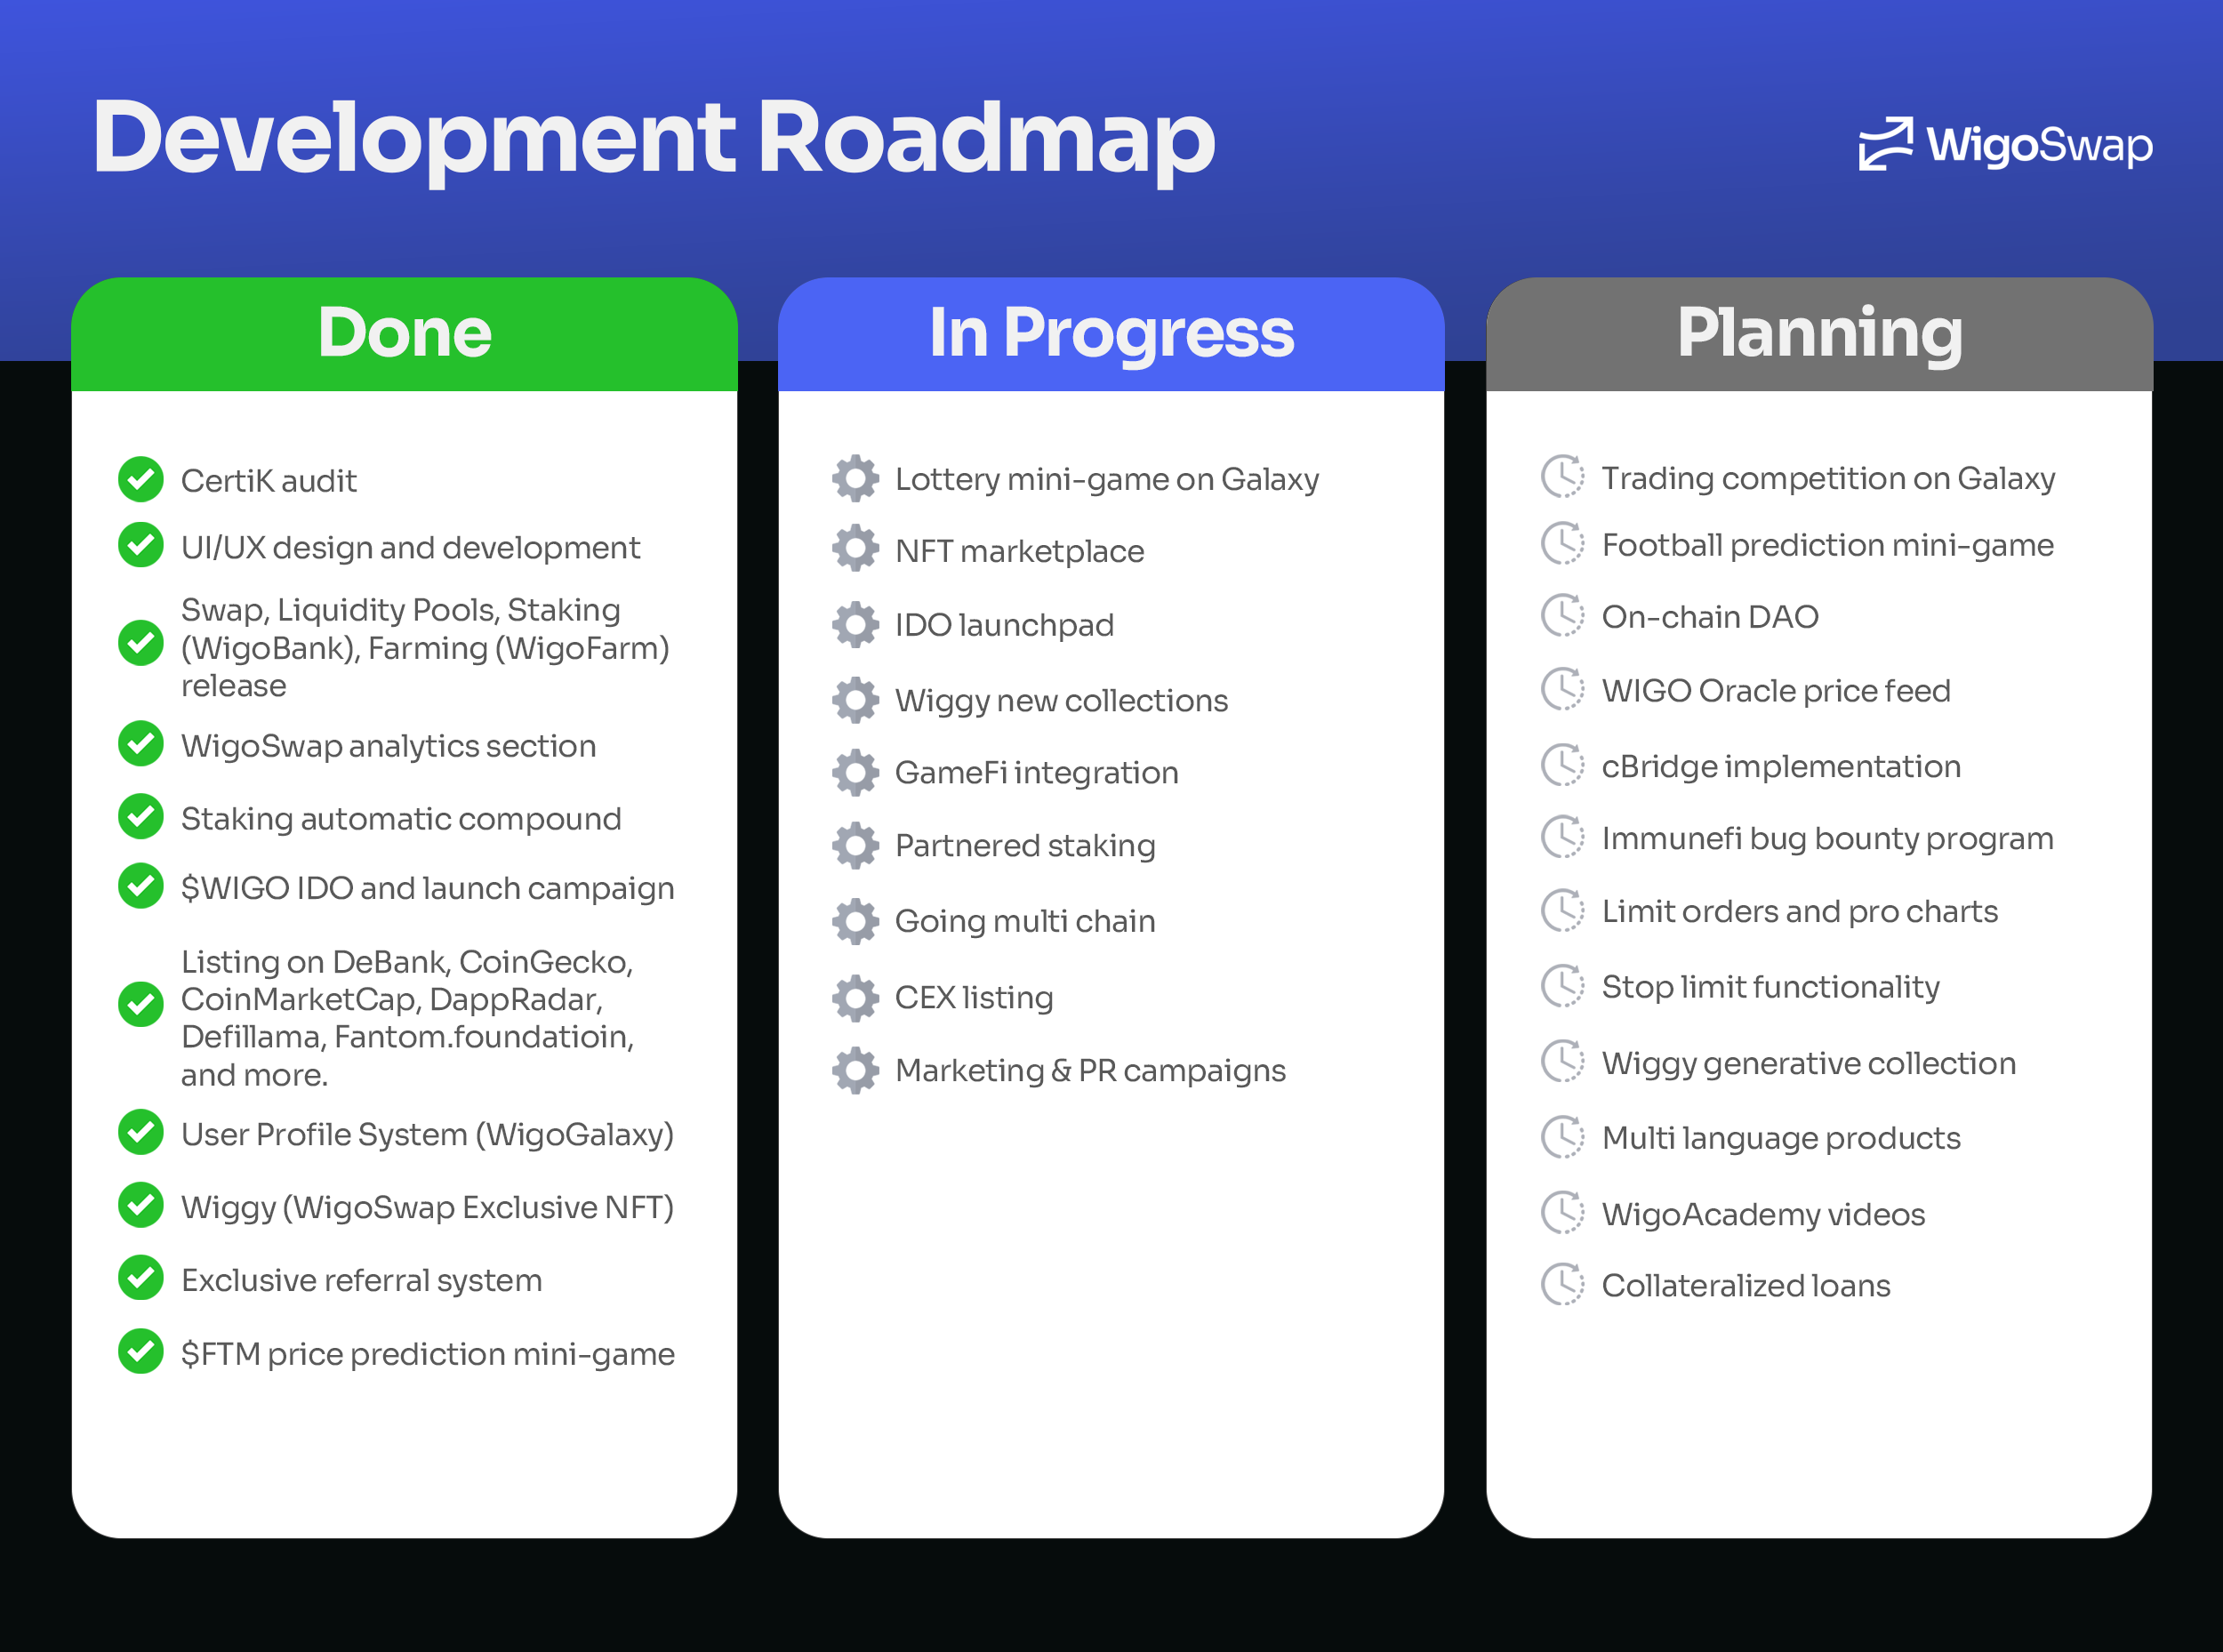 Development Roadmap
WigoSwap
Done
CertiK audit
UI/UX design and development
Swap, Liquidity Pools, Staking
(WigoBank), Farming (WigoFarm)
release
WigoSwap analytics section
Staking automatic compound
$WIGO IDO and launch campaign
Listing on DeBank, CoinGecko,
CoinMarketCap, DappRadar,
Defillama, Fantom.foundatioin,
and more.
User Profile System (WigoGalaxy)
Wiggy (WigoSwap Exclusive NFT)
Exclusive referral system
$FTM price prediction mini-game
In Progress
Lottery mini-game on Galaxy
NFT marketplace
IDO launchpad
Wiggy new collections
GameFi integration
Partnered staking
Going multi chain
CEX listing
Marketing & PR campaigns
Planning
Trading competition on Galaxy
Football prediction mini-game
On-chain DAO
WIGO Oracle price feed
cBridge implementation
Immunefi bug bounty program
Limit orders and pro charts
Stop limit functionality
Wiggy generative collection
Multi language products
WigoAcademy videos
Collateralized loans